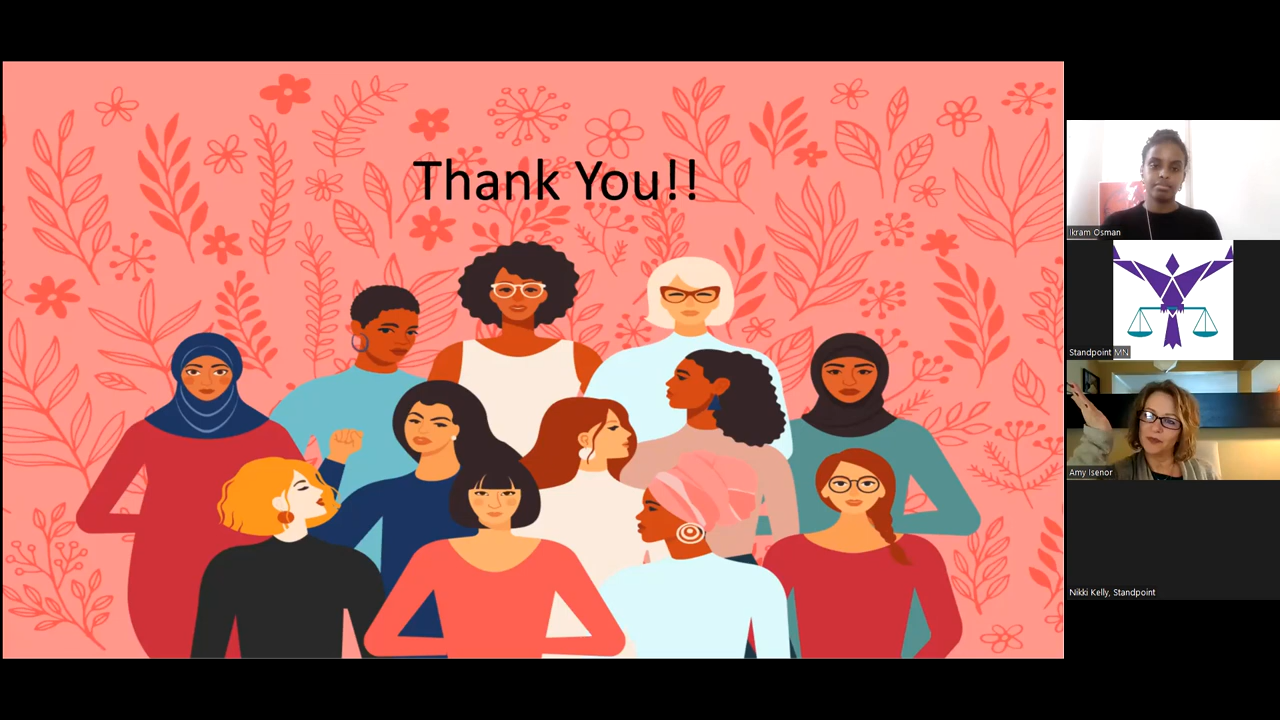 Thank You!!
Ikram Osman
Standpoint MN
Amy Isenor
Nikki Kelly, Standpoint